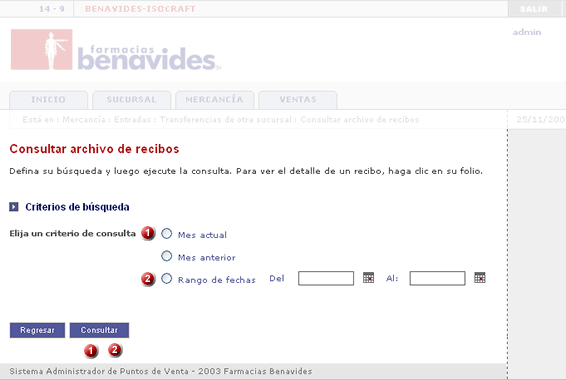 14 - 9 BENAVIDES-ISOCRAFT SALIR
admin
farmacias
benavides
INICIO SUCURSAL MERCANCÍA VENTAS
Está en : Mercancía : Entradas : Transferencias de otra sucursal : Consultar archivo de recibos 25/11/200
Consultar archivo de recibos
Defina su búsqueda y luego ejecute la consulta. Para ver el detalle de un recibo, haga clic en su folio.
Criterios de búsqueda
Elija un criterio de consulta 1 Mes actual
Mes anterior
2 Rango de fechas Del Al:
Regresar Consultar
1 2
Sistema Administrador de Puntos de Venta - 2003 Farmacias Benavides